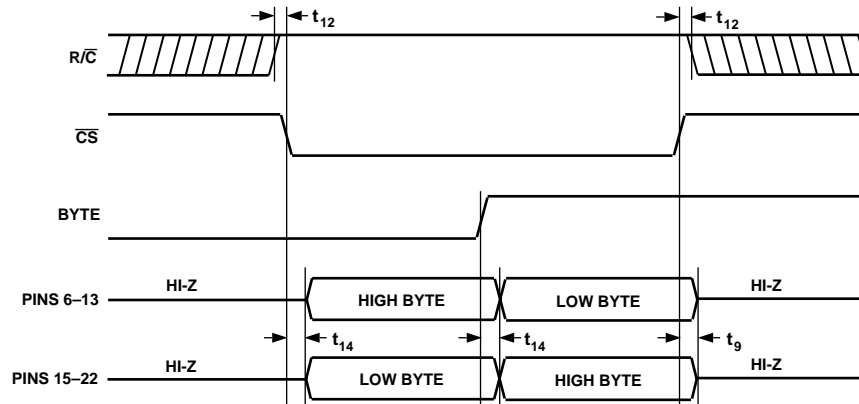 t12 t12
R/C̅
C̅S̅
BYTE
PINS 6–13 HI-Z HIGH BYTE LOW BYTE HI-Z
t14 t14 t9
PINS 15–22 HI-Z LOW BYTE HIGH BYTE HI-Z